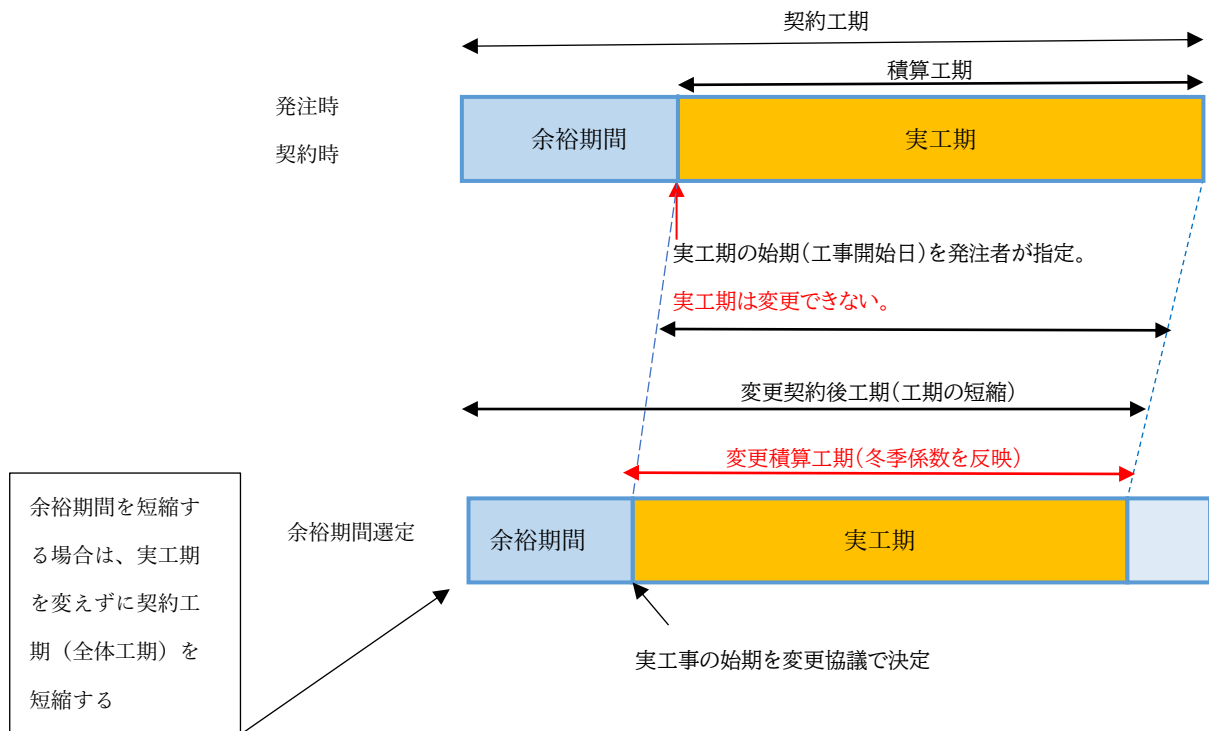 契約工期
積算工期
発注時
契約時
余裕期間
実工期
実工期の始期(工事開始日)を発注者が指定。
実工期は変更できない。
変更契約後工期(工期の短縮)
変更積算工期(冬季係数を反映)
余裕期間を短縮す
る場合は、実工期
を変えずに契約工
期（全体工期）を
短縮する
余裕期間選定
余裕期間
実工期
実工事の始期を変更協議で決定